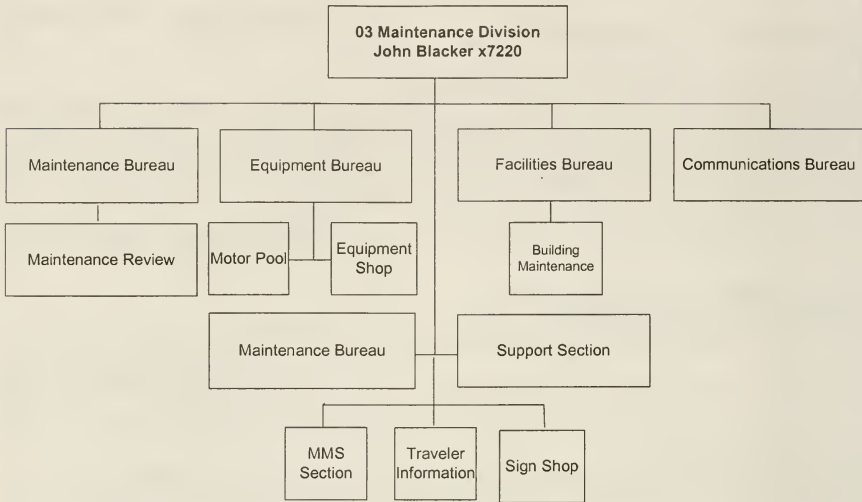 03 Maintenance Division
John Blacker x7220
Maintenance Bureau
Equipment Bureau
Facilities Bureau
Communications Bureau
Maintenance Review
Motor Pool
Equipment
Shop
Building
Maintenance
Maintenance Bureau
Support Section
MMS
Section
Traveler
Information
Sign Shop